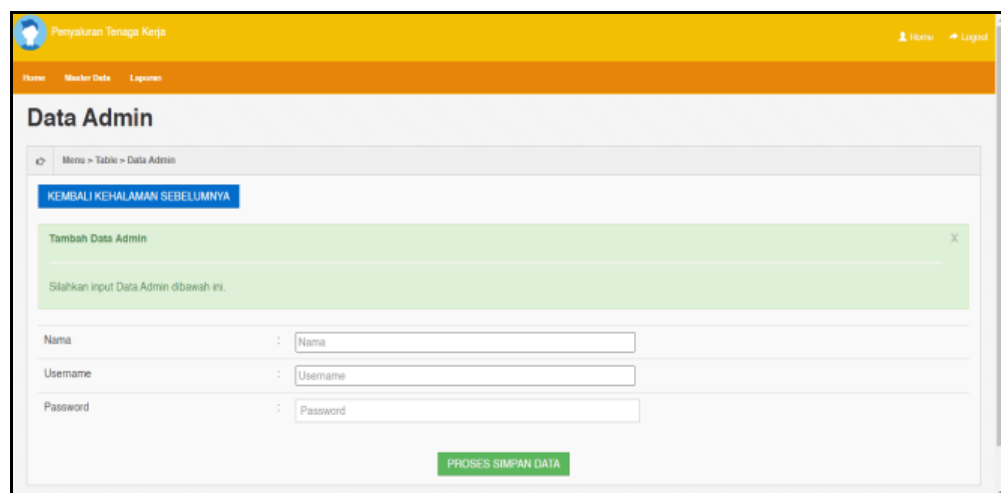 Penyaluran Tenaga Kerja
Home Logout
Home Master Data Laporan
Data Admin
Menu > Table > Data Admin
KEMBALI KEHALAMAN SEBELUMNYA
Tambah Data Admin X
Silahkan input Data Admin dibawah ini.
Nama : Nama
Username : Username
Password : Password
PROSES SIMPAN DATA